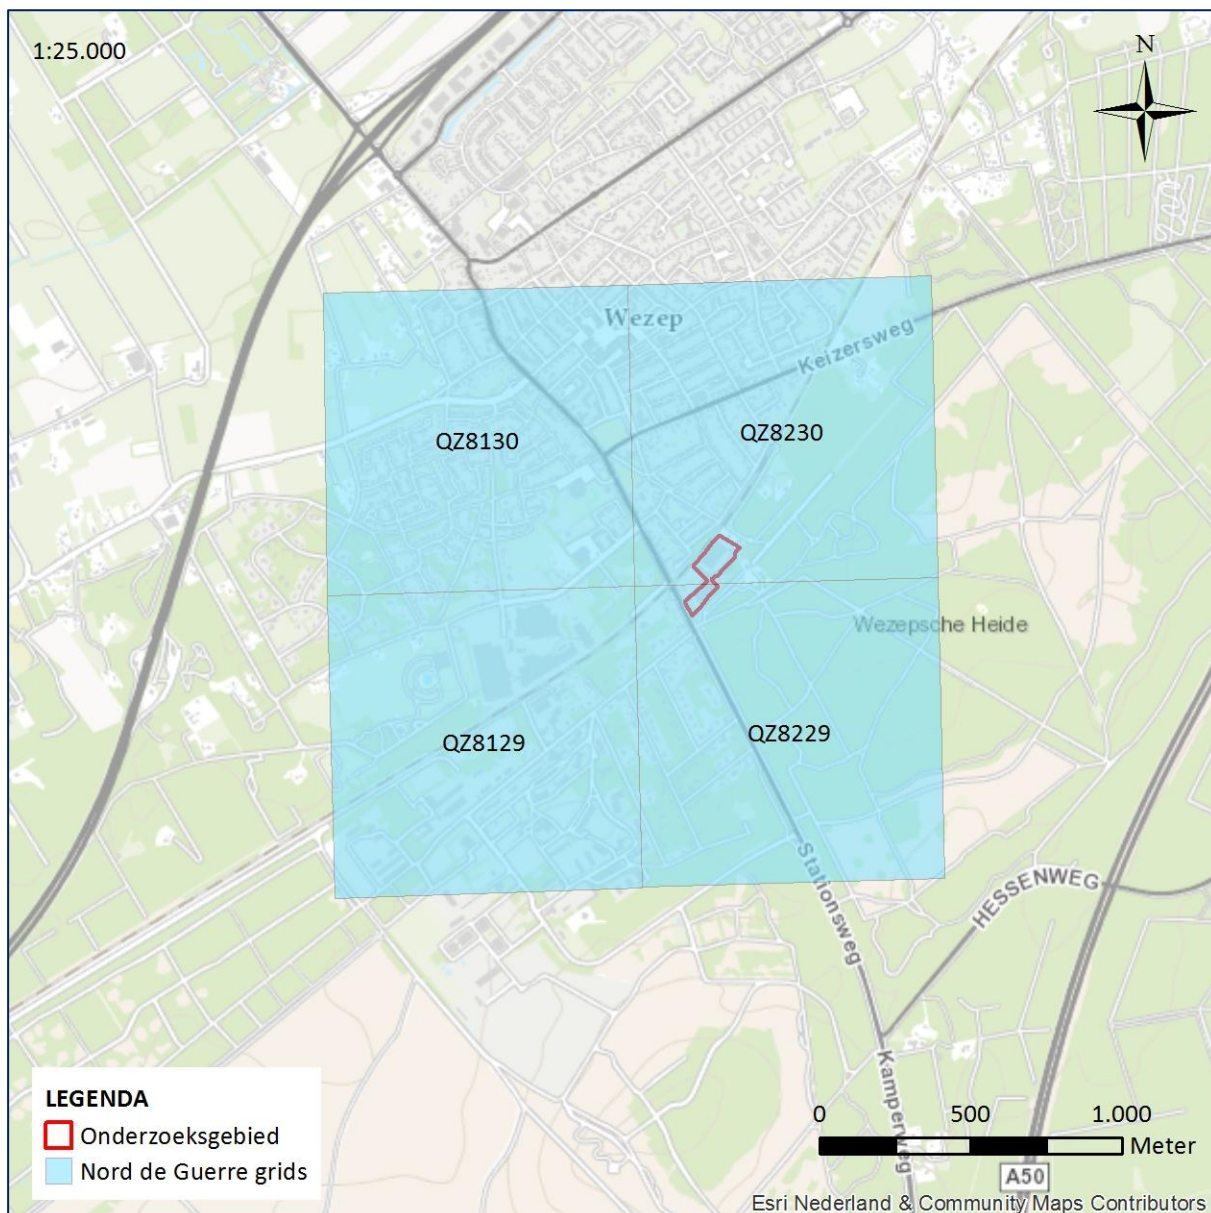 1:25.000
N
Wezep
Keizersweg
QZ8130
QZ8230
Wezepsche Heide
QZ8129
QZ8229
Stationsweg
HESSENWEG
Kamperweg
LEGENDA
Onderzoeksgebied
Nord de Guerre grids
0 500 1.000
Meter
A50
Esri Nederland & Community Maps Contributors